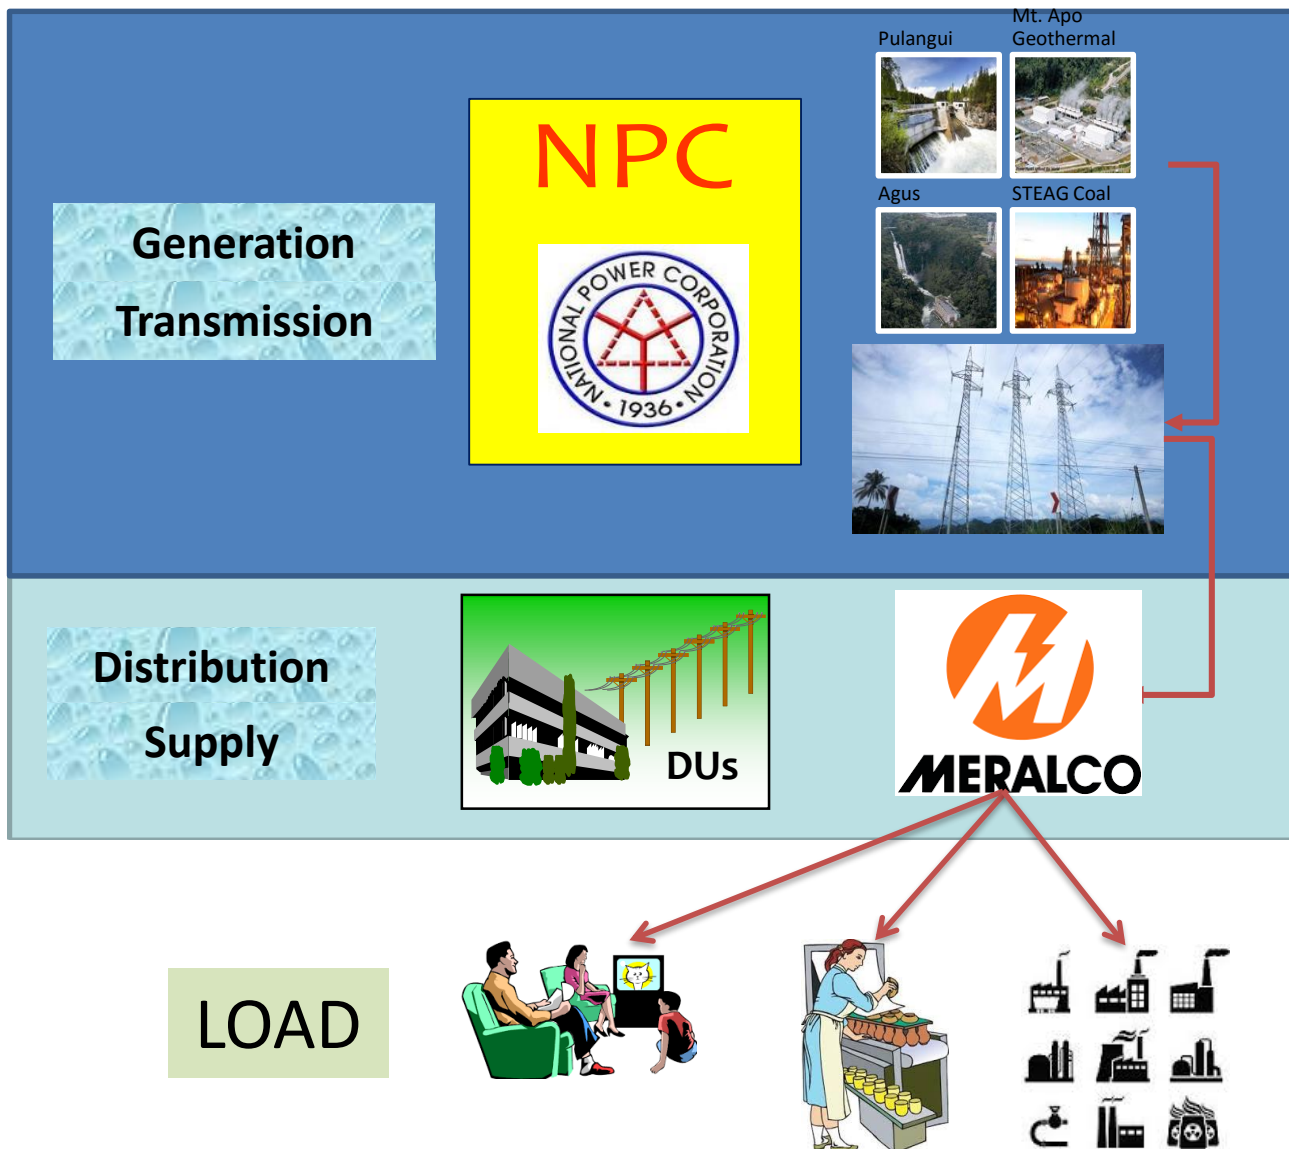 Pulangui
Mt. Apo
Geothermal
NPC
Agus
STEAG Coal
Generation
Transmission
NATIONAL POWER CORPORATION
• 1936 •
Distribution
Supply
DUs
MERALCO
LOAD